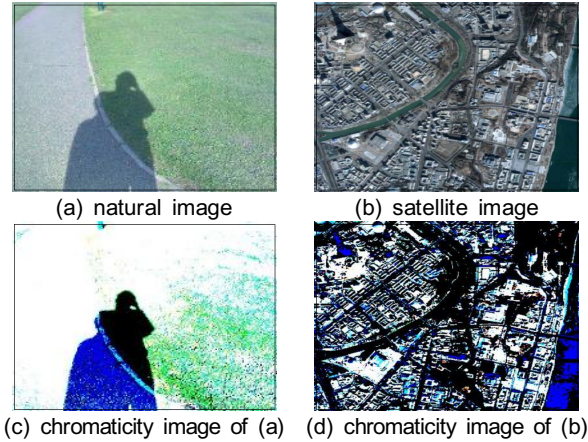 (a) natural image
(b) satellite image
(c) chromaticity image of (a)
(d) chromaticity image of (b)